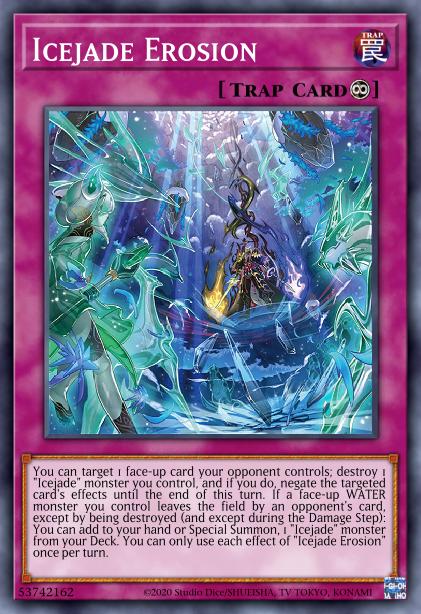 Icejade Erosion
TRAP
罠
[Trap Card]
You can target 1 face-up card your opponent controls; destroy 1
"Icejade" monster you control, and if you do, negate the targeted
card's effects until the end of this turn. If a face-up WATER
monster you control leaves the field by an opponent's card,
except by being destroyed (and except during the Damage Step):
You can add to your hand or Special Summon, 1 "Icejade" monster
from your Deck. You can only use each effect of "Icejade Erosion"
once per turn.
53742162
©2020 Studio Dice/SHUEISHA, TV TOKYO, KONAMI